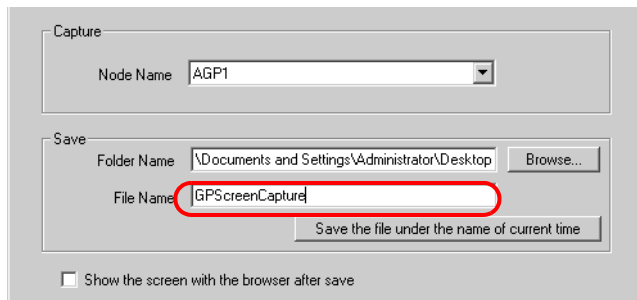 Capture
Node Name AGP1
Save
Folder Name \Documents and Settings\Administrator\Desktop Browse...
File Name GPScreenCapture
Save the file under the name of current time
Show the screen with the browser after save